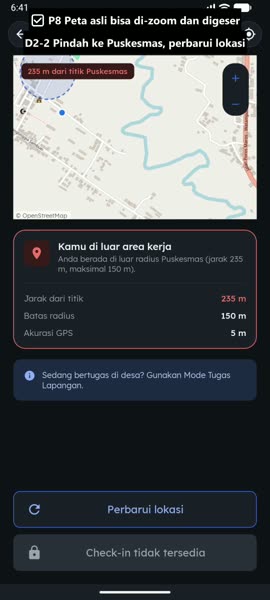 6:41
P8 Peta asli bisa di-zoom dan digeser
D2-2 Pindah ke Puskesmas, perbarui lokasi
235 m dari titik Puskesmas
+
−
© OpenStreetMap
Kamu di luar area kerja
Anda berada di luar radius Puskesmas (jarak 235
m, maksimal 150 m).
Jarak dari titik 235 m
Batas radius 150 m
Akurasi GPS 5 m
Sedang bertugas di desa? Gunakan Mode Tugas
Lapangan.
Perbarui lokasi
Check-in tidak tersedia